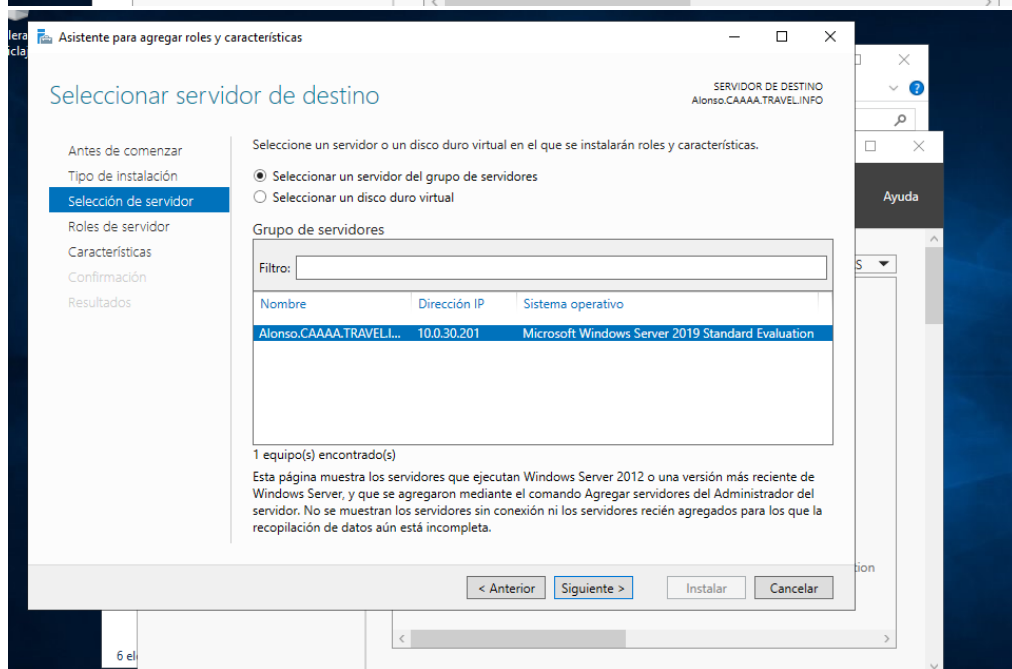 lera
icla
Asistente para agregar roles y características
Seleccionar servidor de destino
SERVIDOR DE DESTINO
Alonso.CAAAA.TRAVEL.INFO
Antes de comenzar
Tipo de instalación
Selección de servidor
Roles de servidor
Características
Confirmación
Resultados
Seleccione un servidor o un disco duro virtual en el que se instalarán roles y características.
Seleccionar un servidor del grupo de servidores
Seleccionar un disco duro virtual
Grupo de servidores
Filtro:
Nombre Dirección IP Sistema operativo
Alonso.CAAAA.TRAVEL.I... 10.0.30.201 Microsoft Windows Server 2019 Standard Evaluation
1 equipo(s) encontrado(s)
Esta página muestra los servidores que ejecutan Windows Server 2012 o una versión más reciente de
Windows Server, y que se agregaron mediante el comando Agregar servidores del Administrador del
servidor. No se muestran los servidores sin conexión ni los servidores recién agregados para los que la
recopilación de datos aún está incompleta.
< Anterior Siguiente > Instalar Cancelar
Ayuda
S
tion
6 el